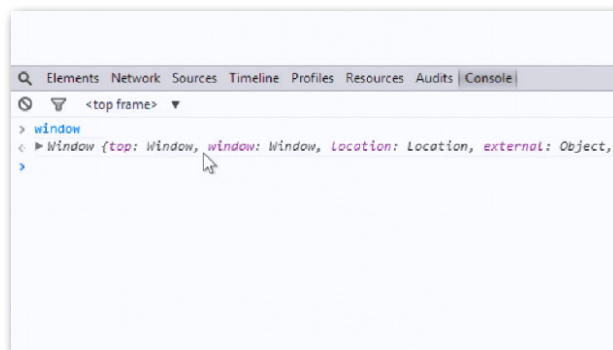 Elements Network Sources Timeline Profiles Resources Audits Console
<top frame> ▼
> window
< ▶ Window {top: Window, window: Window, location: Location, external: Object,
>